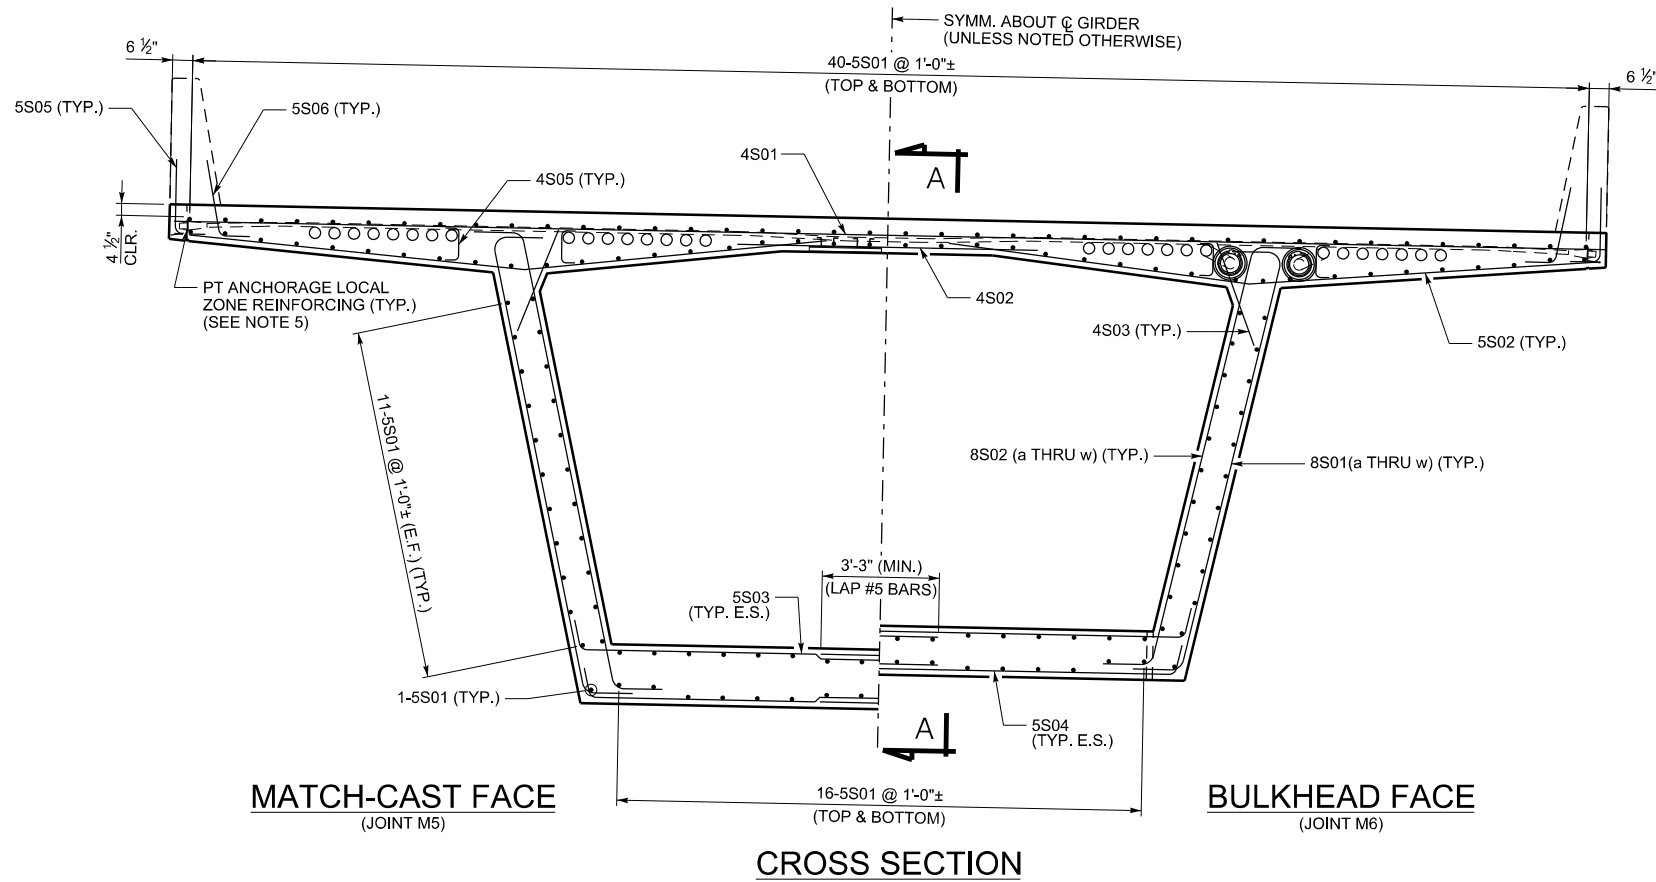 SYMM. ABOUT ℄ GIRDER
(UNLESS NOTED OTHERWISE)
6 ½"
40-5S01 @ 1'-0"±
(TOP & BOTTOM)
6 ½"
5S05 (TYP.)
5S06 (TYP.)
4S01
A
4S05 (TYP.)
4 ½"
CLR.
PT ANCHORAGE LOCAL
ZONE REINFORCING (TYP.)
(SEE NOTE 5)
4S02
4S03 (TYP.)
5S02 (TYP.)
11-5S01 @ 1'-0"± (E.F.) (TYP.)
8S02 (a THRU w) (TYP.)
8S01(a THRU w) (TYP.)
3'-3" (MIN.)
(LAP #5 BARS)
5S03
(TYP. E.S.)
1-5S01 (TYP.)
A
5S04
(TYP. E.S.)
MATCH-CAST FACE
(JOINT M5)
16-5S01 @ 1'-0"±
(TOP & BOTTOM)
BULKHEAD FACE
(JOINT M6)
CROSS SECTION